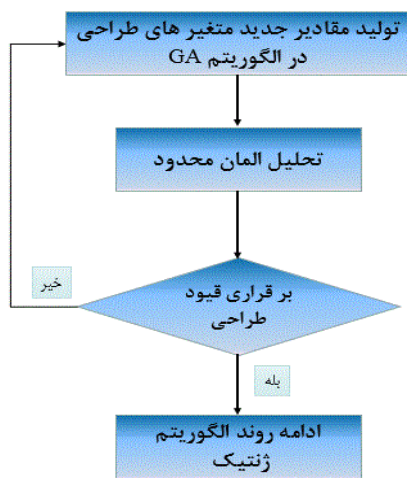 تولید مقادیر جدید متغیر های طراحی
در الگوریتم GA
تحلیل المان محدود
بر قراری قیود
طراحی
خیر
بله
ادامه روند الگوریتم
ژنتیک